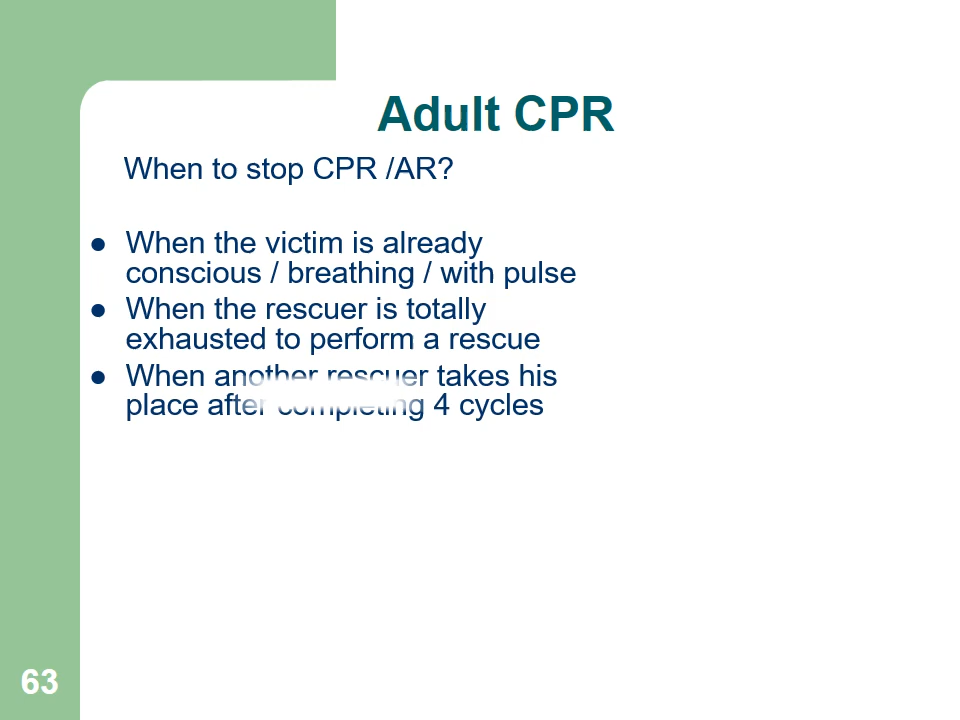 Adult CPR
When to stop CPR /AR?
● When the victim is already
conscious / breathing / with pulse
● When the rescuer is totally
exhausted to perform a rescue
● When another rescuer takes his
place after completing 4 cycles
63